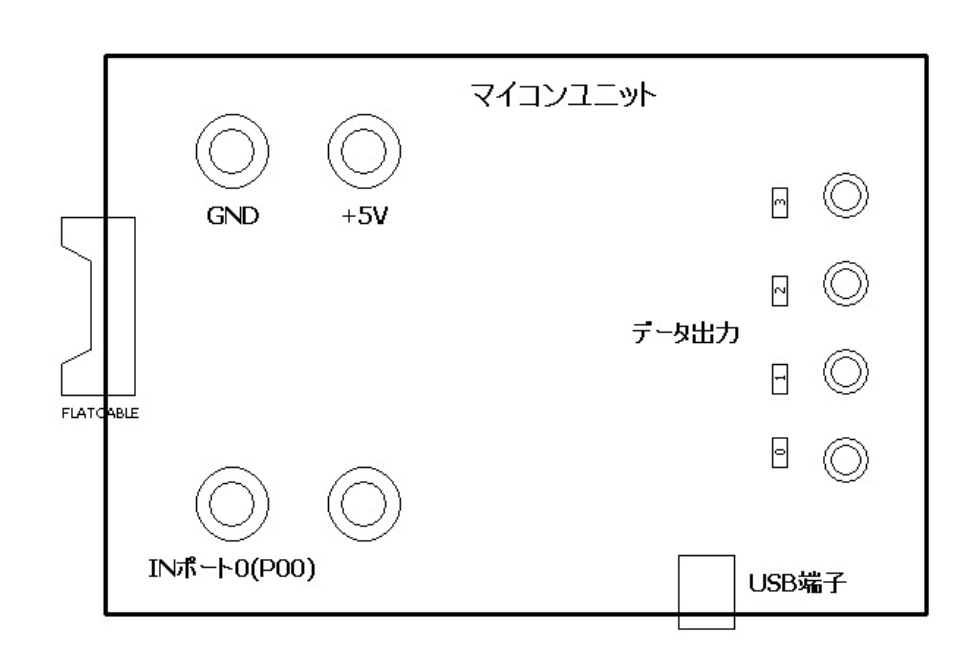 マイコンユニット
GND
+5V
3
2
データ出力
1
FLATCABLE
0
INポート0(P00)
USB端子